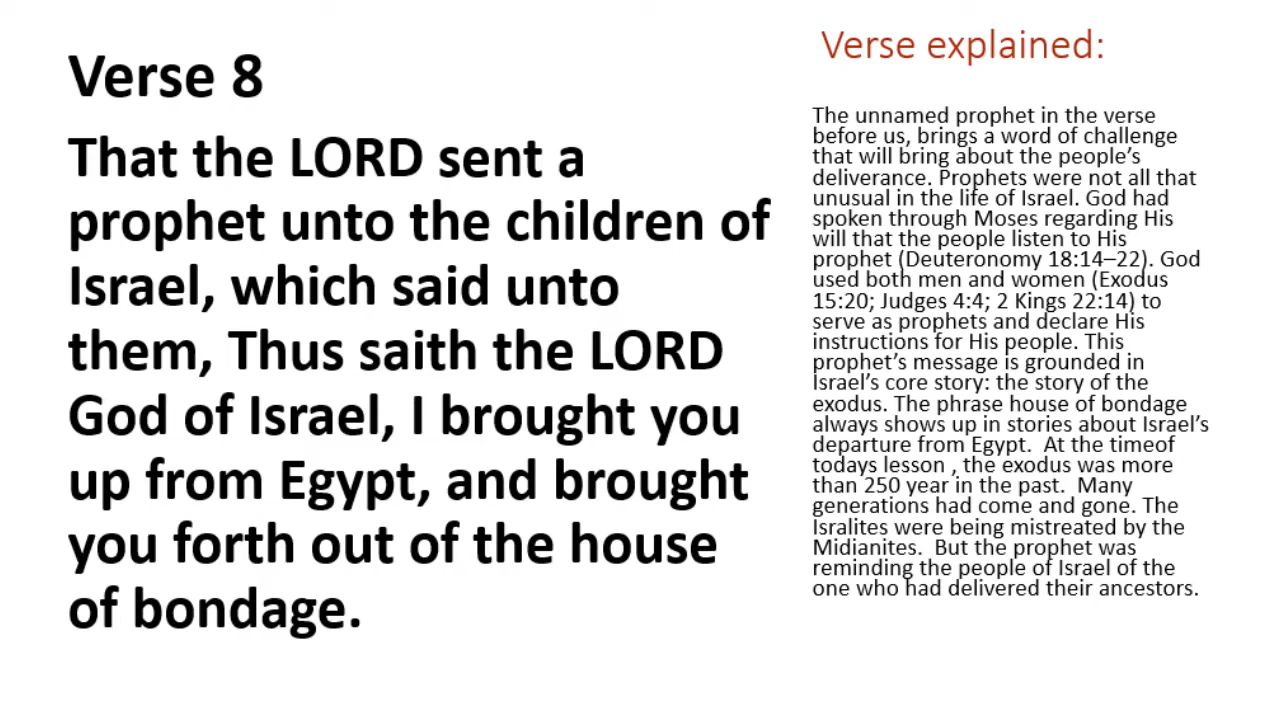 Verse 8
That the LORD sent a
prophet unto the children of
Israel, which said unto
them, Thus saith the LORD
God of Israel, I brought you
up from Egypt, and brought
you forth out of the house
of bondage.
Verse explained:
The unnamed prophet in the verse
before us, brings a word of challenge
that will bring about the people’s
deliverance. Prophets were not all that
unusual in the life of Israel. God had
spoken through Moses regarding His
will that the people listen to His
prophet (Deuteronomy 18:14–22). God
used both men and women (Exodus
15:20; Judges 4:4; 2 Kings 22:14) to
serve as prophets and declare His
instructions for His people. This
prophet’s message is grounded in
Israel’s core story: the story of the
exodus. The phrase house of bondage
always shows up in stories about Israel’s
departure from Egypt.  At the timeof
todays lesson , the exodus was more
than 250 year in the past.  Many
generations had come and gone. The
Isralites were being mistreated by the
Midianites.  But the prophet was
reminding the people of Israel of the
one who had delivered their ancestors.